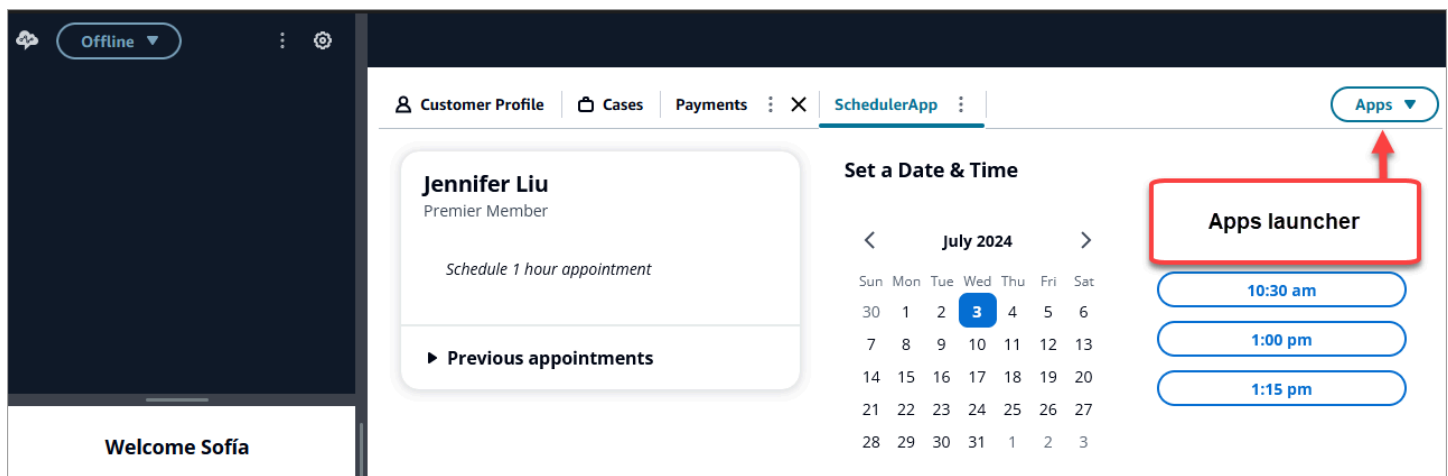 Offline
Customer Profile
Cases
Payments
SchedulerApp
Apps
Jennifer Liu
Premier Member
Schedule 1 hour appointment
Previous appointments
Set a Date & Time
July 2024
Sun Mon Tue Wed Thu Fri Sat
30 1 2 3 4 5 6
7 8 9 10 11 12 13
14 15 16 17 18 19 20
21 22 23 24 25 26 27
28 29 30 31 1 2 3
Apps launcher
10:30 am
1:00 pm
1:15 pm
Welcome Sofía